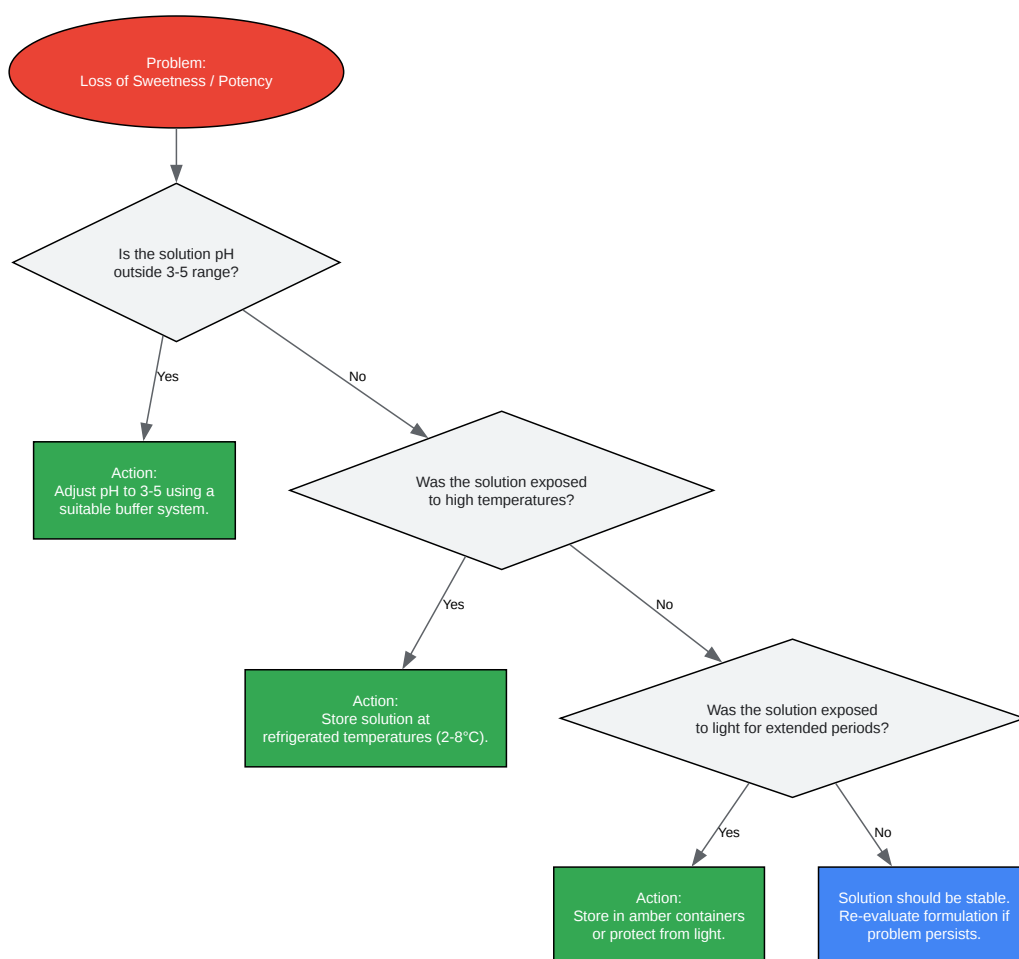 Problem:
Loss of Sweetness / Potency
Is the solution pH
outside 3-5 range?
Yes
No
Action:
Adjust pH to 3-5 using a
suitable buffer system.
Was the solution exposed
to high temperatures?
Yes
No
Action:
Store solution at
refrigerated temperatures (2-8°C).
Was the solution exposed
to light for extended periods?
Yes
No
Action:
Store in amber containers
or protect from light.
Solution should be stable.
Re-evaluate formulation if
problem persists.